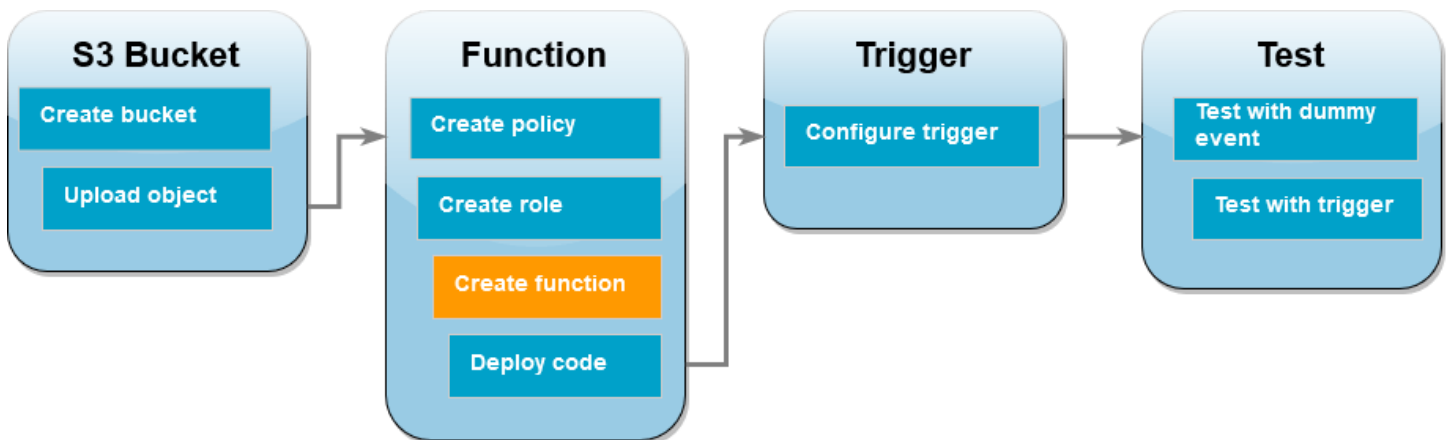 S3 Bucket
Create bucket
Upload object
Function
Create policy
Create role
Create function
Deploy code
Trigger
Configure trigger
Test
Test with dummy
event
Test with trigger